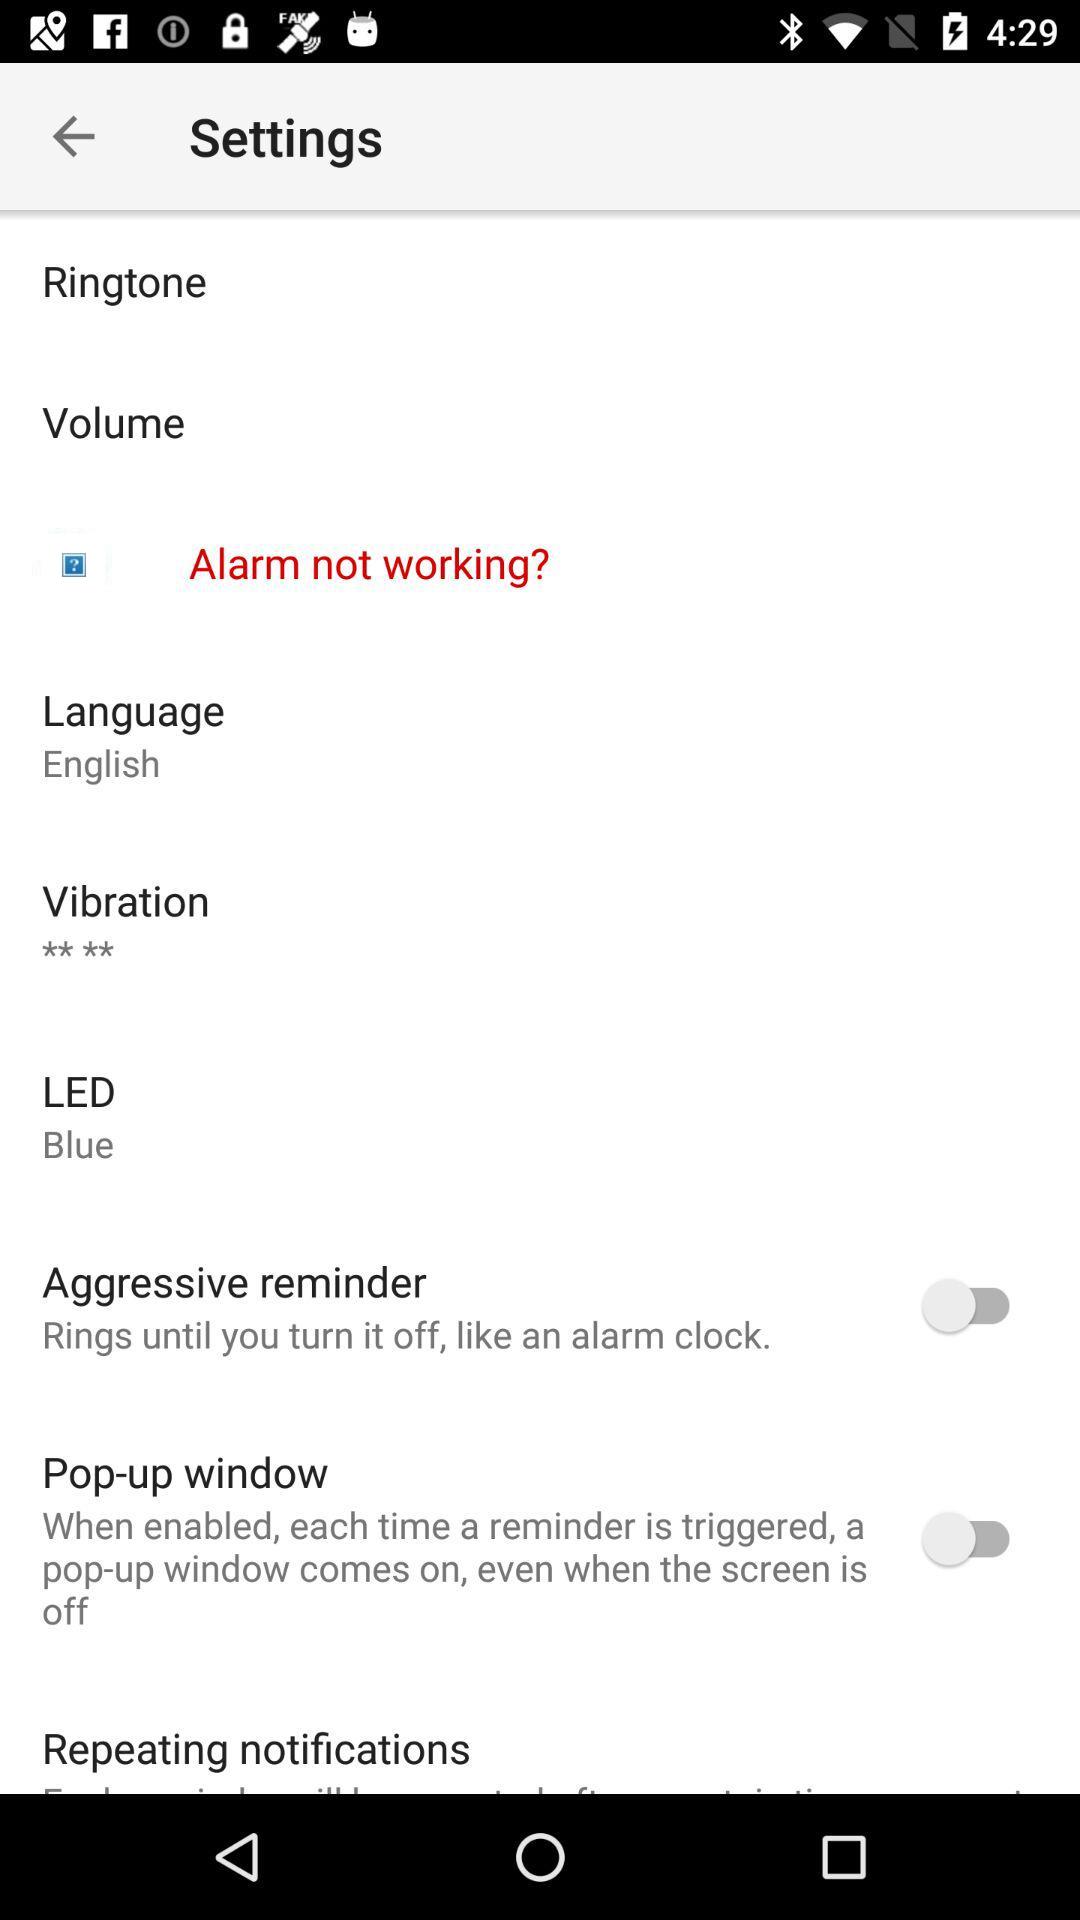 FAK
4:29
Settings
Ringtone
Volume
? Alarm not working?
Language
English
Vibration
** **
LED
Blue
Aggressive reminder
Rings until you turn it off, like an alarm clock.
Pop-up window
When enabled, each time a reminder is triggered, a
pop-up window comes on, even when the screen is
off
Repeating notifications